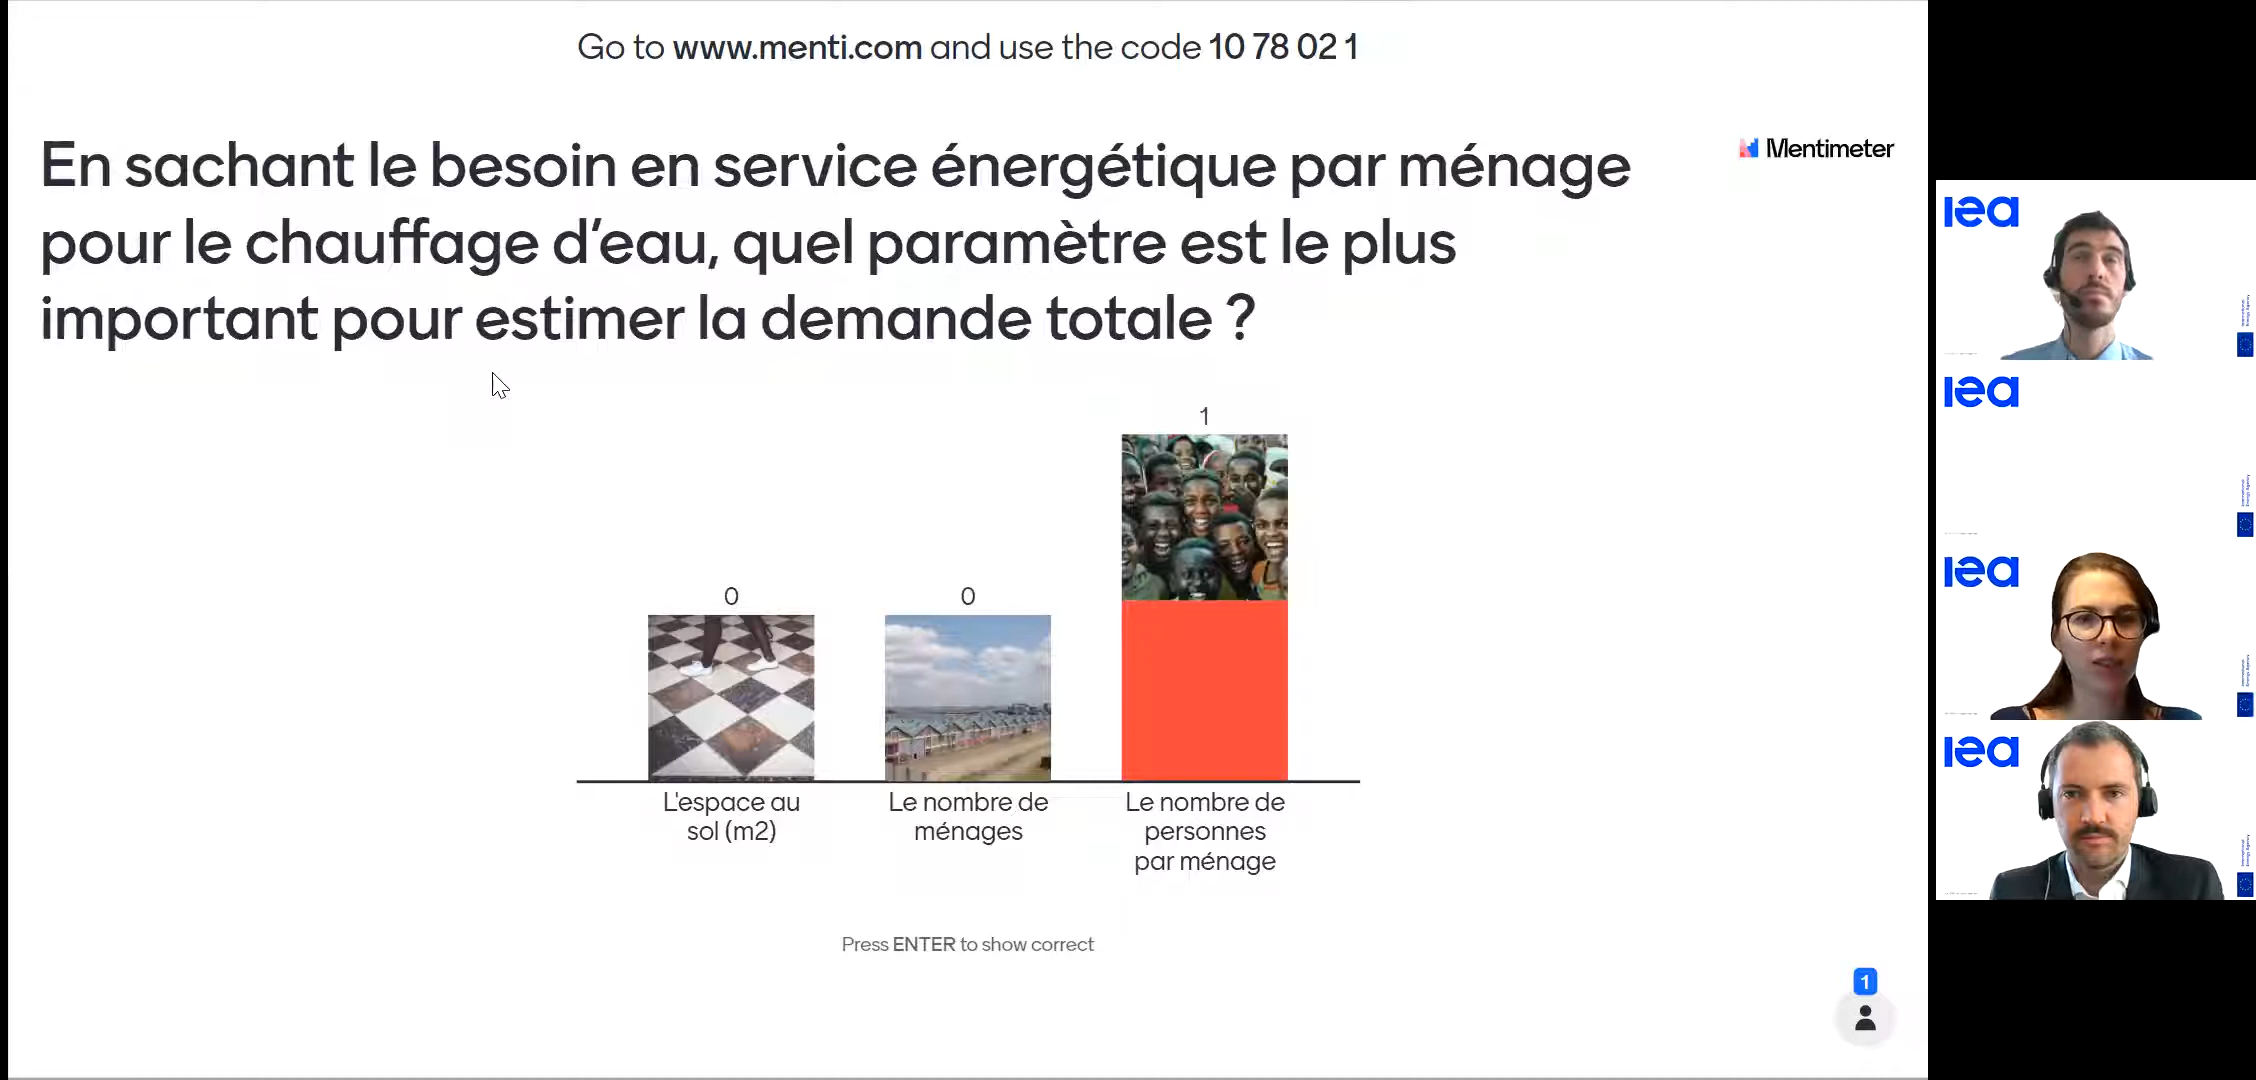 Go to www.menti.com and use the code 10 78 02 1
En sachant le besoin en service énergétique par ménage
pour le chauffage d’eau, quel paramètre est le plus
important pour estimer la demande totale ?
Mentimeter
1
0
0
L'espace au
sol (m2)
Le nombre de
ménages
Le nombre de
personnes
par ménage
Press ENTER to show correct
1
iea
iea
iea
iea